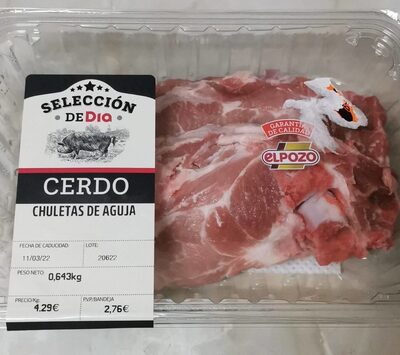 SELECCIÓN
DE DIA
CERDO
CHULETAS DE AGUJA
FECHA DE CADUCIDAD: LOTE:
11/03/22 20622
PESO NETO:
0,643kg
PRECIO/Kg: P.V.P./BANDEJA
4.29€ 2,76€
GARANTÍA
DE CALIDAD
ELPOZO